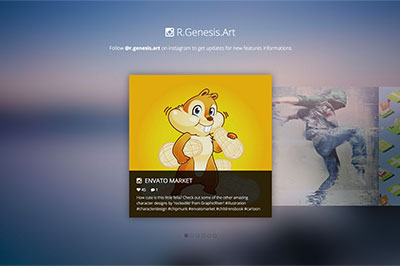 R.Genesis.Art
Follow @r.genesis.art on instagram to get updates for new features informations
ENVATO MARKET
45 1
How cute is this little fella? Check out some of the other amazing
character designs by 'rocksidia' from GraphicRiver! #illustration
#characterdesign #chipmunk #envatomarket #childrensbook #cartoon